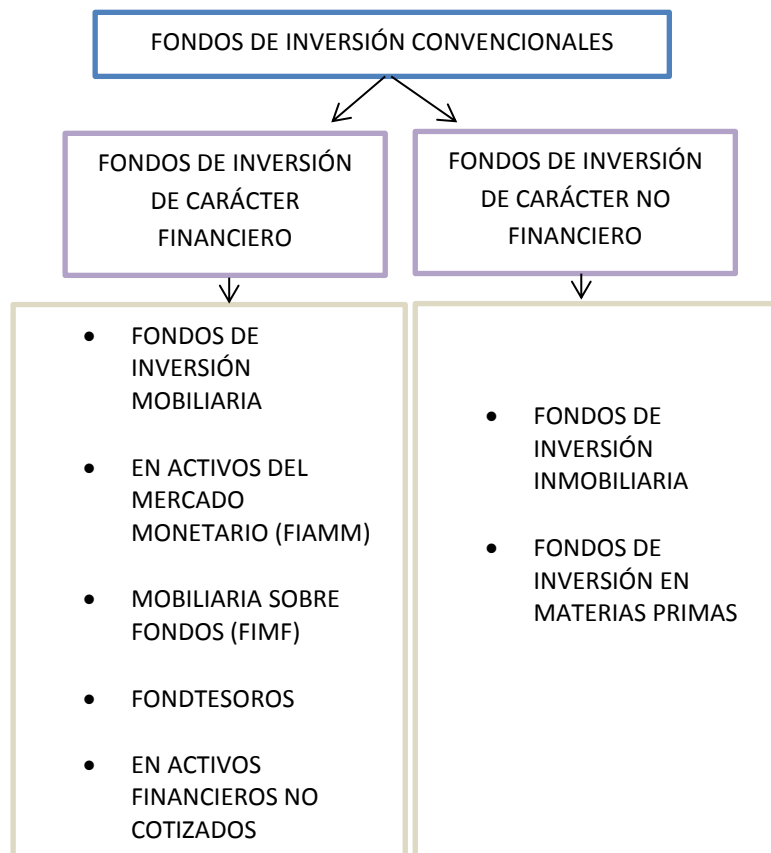 FONDOS DE INVERSIÓN CONVENCIONALES
FONDOS DE INVERSIÓN
DE CARÁCTER
FINANCIERO
FONDOS DE INVERSIÓN
DE CARÁCTER NO
FINANCIERO
• FONDOS DE
INVERSIÓN
MOBILIARIA
• EN ACTIVOS DEL
MERCADO
MONETARIO (FIAMM)
• MOBILIARIA SOBRE
FONDOS (FIMF)
• FONDTESOROS
• EN ACTIVOS
FINANCIEROS NO
COTIZADOS
• FONDOS DE
INVERSIÓN
INMOBILIARIA
• FONDOS DE
INVERSIÓN EN
MATERIAS PRIMAS